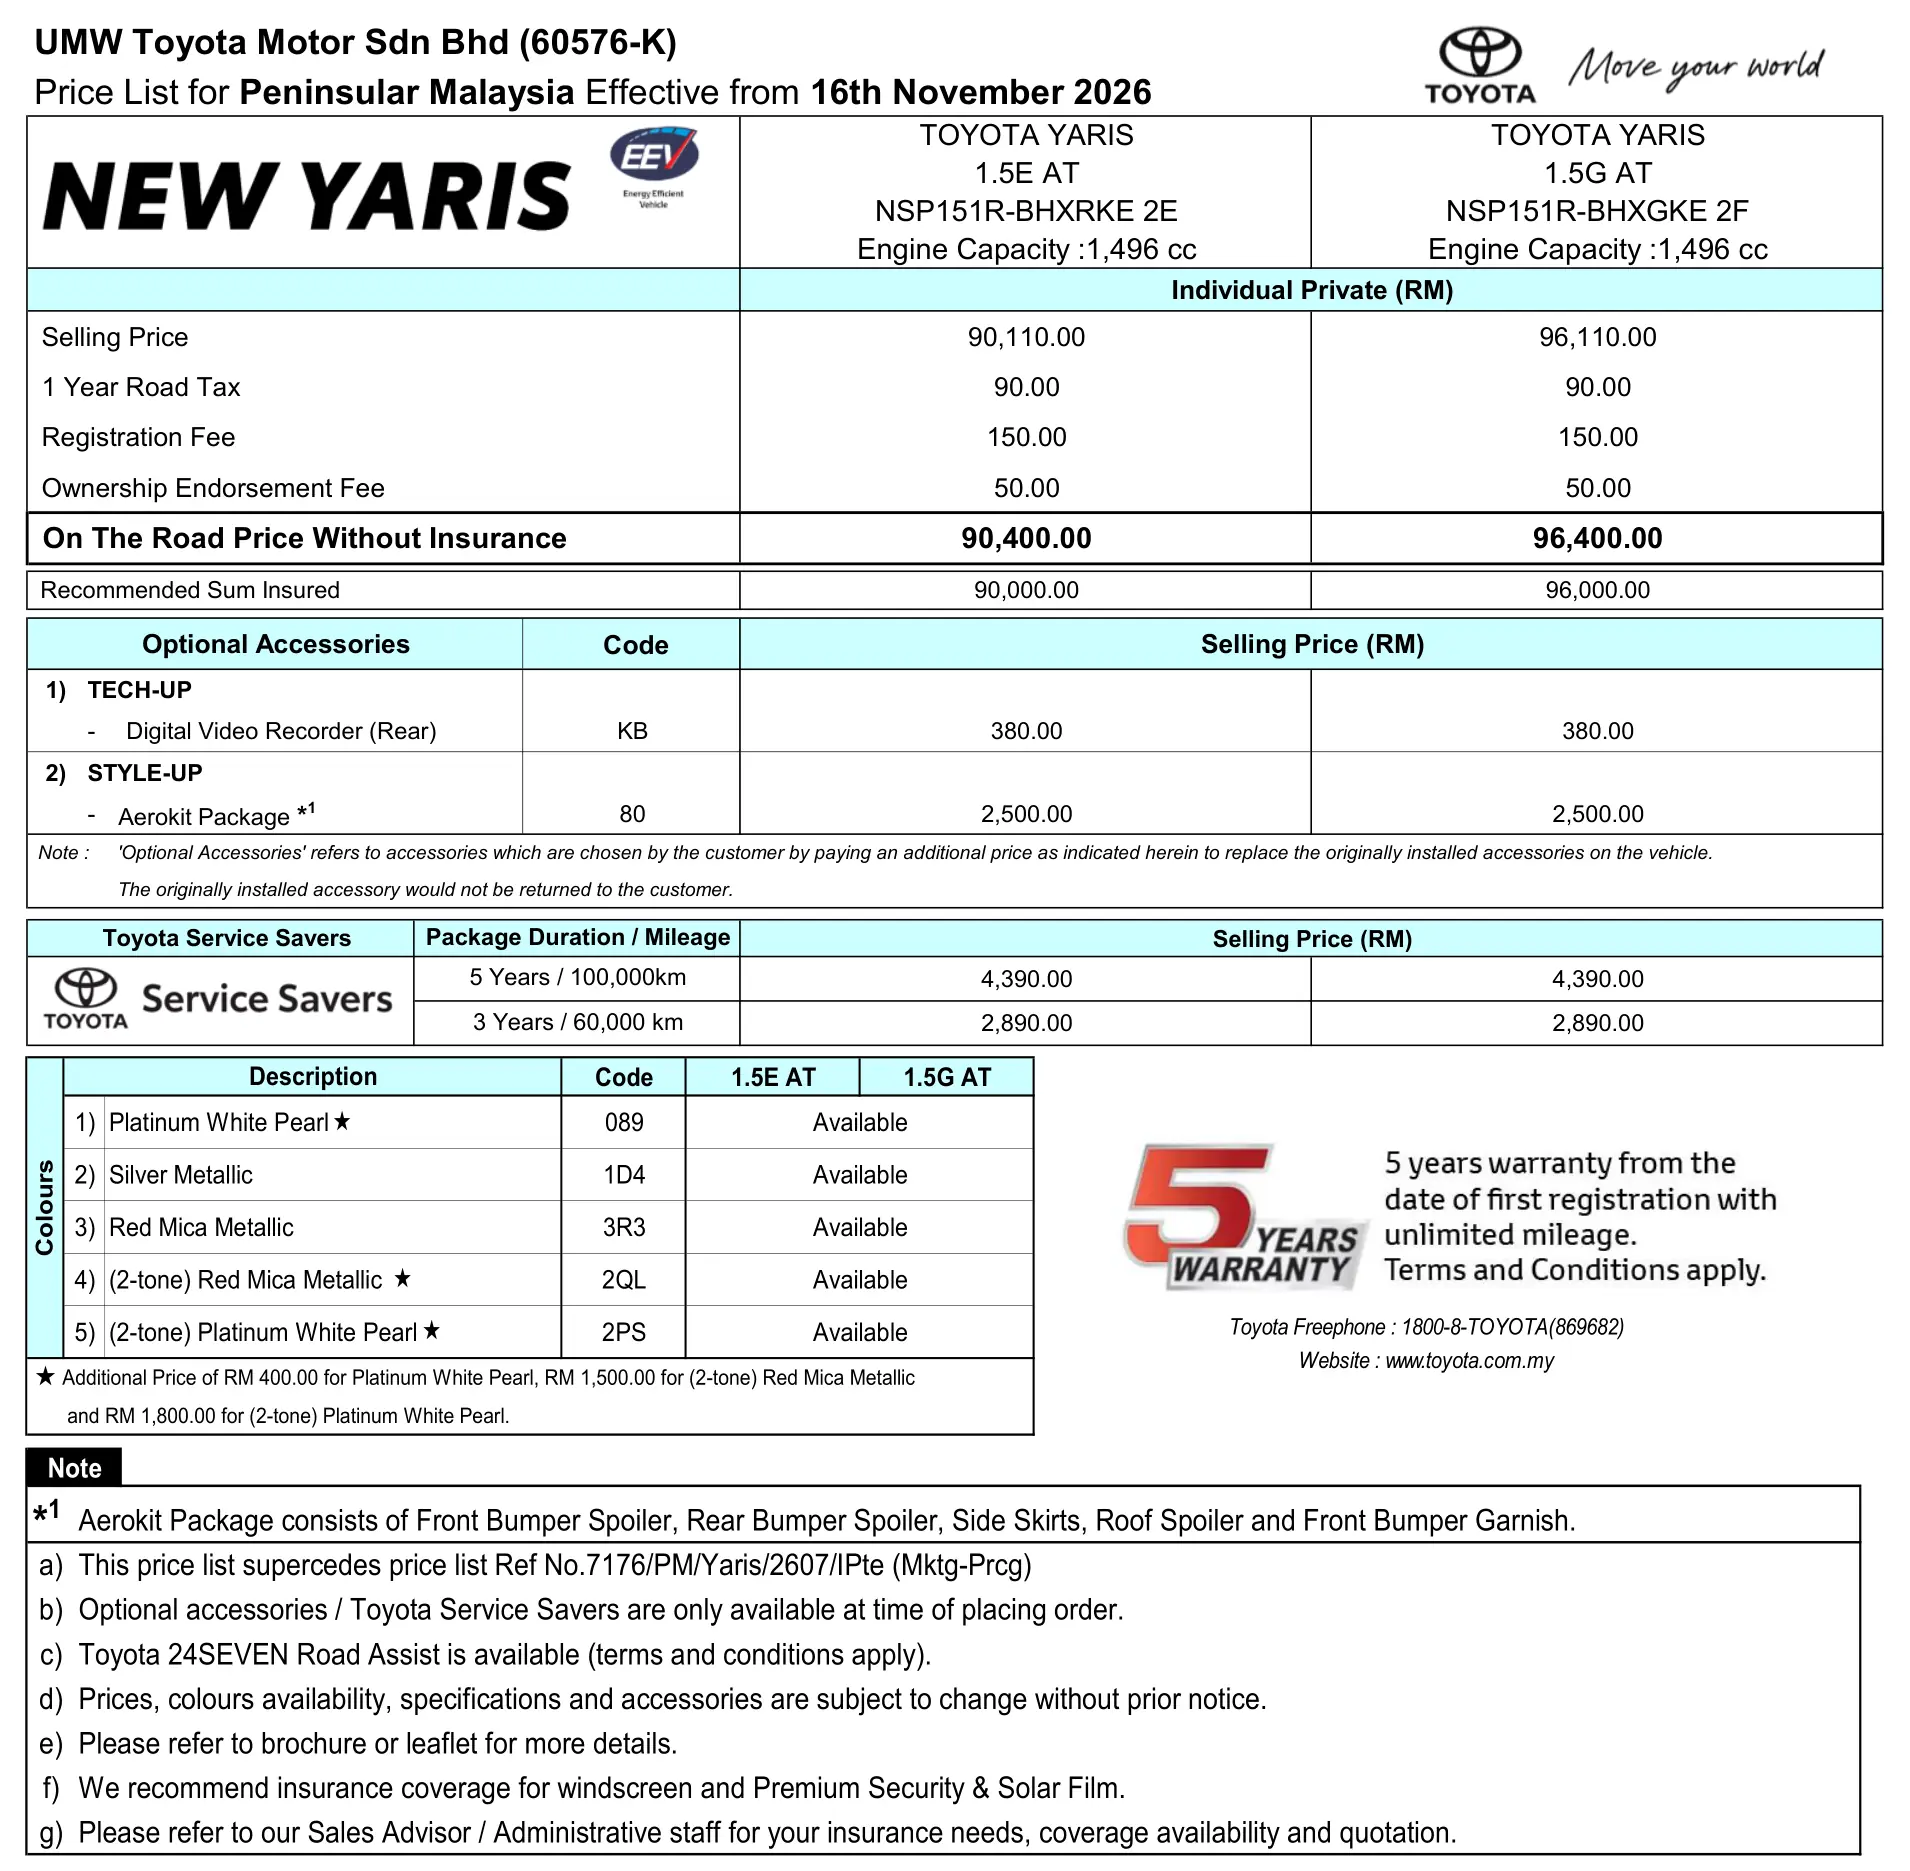 UMW Toyota Motor Sdn Bhd (60576-K)
Price List for Peninsular Malaysia Effective from 16th November 2026
TOYOTA
Move your world
NEW YARIS
EEV
Energy Efficient
Vehicle
TOYOTA YARIS
1.5E AT
NSP151R-BHXRKE 2E
Engine Capacity :1,496 cc
TOYOTA YARIS
1.5G AT
NSP151R-BHXGKE 2F
Engine Capacity :1,496 cc
Individual Private (RM)
Selling Price 90,110.00 96,110.00
1 Year Road Tax 90.00 90.00
Registration Fee 150.00 150.00
Ownership Endorsement Fee 50.00 50.00
On The Road Price Without Insurance 90,400.00 96,400.00
Recommended Sum Insured 90,000.00 96,000.00
Optional Accessories Code Selling Price (RM)
1) TECH-UP
- Digital Video Recorder (Rear) KB 380.00 380.00
2) STYLE-UP
- Aerokit Package *1 80 2,500.00 2,500.00
Note : 'Optional Accessories' refers to accessories which are chosen by the customer by paying an additional price as indicated herein to replace the originally installed accessories on the vehicle.
The originally installed accessory would not be returned to the customer.
Toyota Service Savers Package Duration / Mileage Selling Price (RM)
TOYOTA Service Savers
5 Years / 100,000km 4,390.00 4,390.00
3 Years / 60,000 km 2,890.00 2,890.00
Colours
Description Code 1.5E AT 1.5G AT
1) Platinum White Pearl ★ 089 Available
2) Silver Metallic 1D4 Available
3) Red Mica Metallic 3R3 Available
4) (2-tone) Red Mica Metallic ★ 2QL Available
5) (2-tone) Platinum White Pearl ★ 2PS Available
★ Additional Price of RM 400.00 for Platinum White Pearl, RM 1,500.00 for (2-tone) Red Mica Metallic
and RM 1,800.00 for (2-tone) Platinum White Pearl.
5 YEARS
WARRANTY
5 years warranty from the
date of first registration with
unlimited mileage.
Terms and Conditions apply.
Toyota Freephone : 1800-8-TOYOTA(869682)
Website : www.toyota.com.my
Note
*1 Aerokit Package consists of Front Bumper Spoiler, Rear Bumper Spoiler, Side Skirts, Roof Spoiler and Front Bumper Garnish.
a) This price list supercedes price list Ref No.7176/PM/Yaris/2607/IPte (Mktg-Prcg)
b) Optional accessories / Toyota Service Savers are only available at time of placing order.
c) Toyota 24SEVEN Road Assist is available (terms and conditions apply).
d) Prices, colours availability, specifications and accessories are subject to change without prior notice.
e) Please refer to brochure or leaflet for more details.
f) We recommend insurance coverage for windscreen and Premium Security & Solar Film.
g) Please refer to our Sales Advisor / Administrative staff for your insurance needs, coverage availability and quotation.